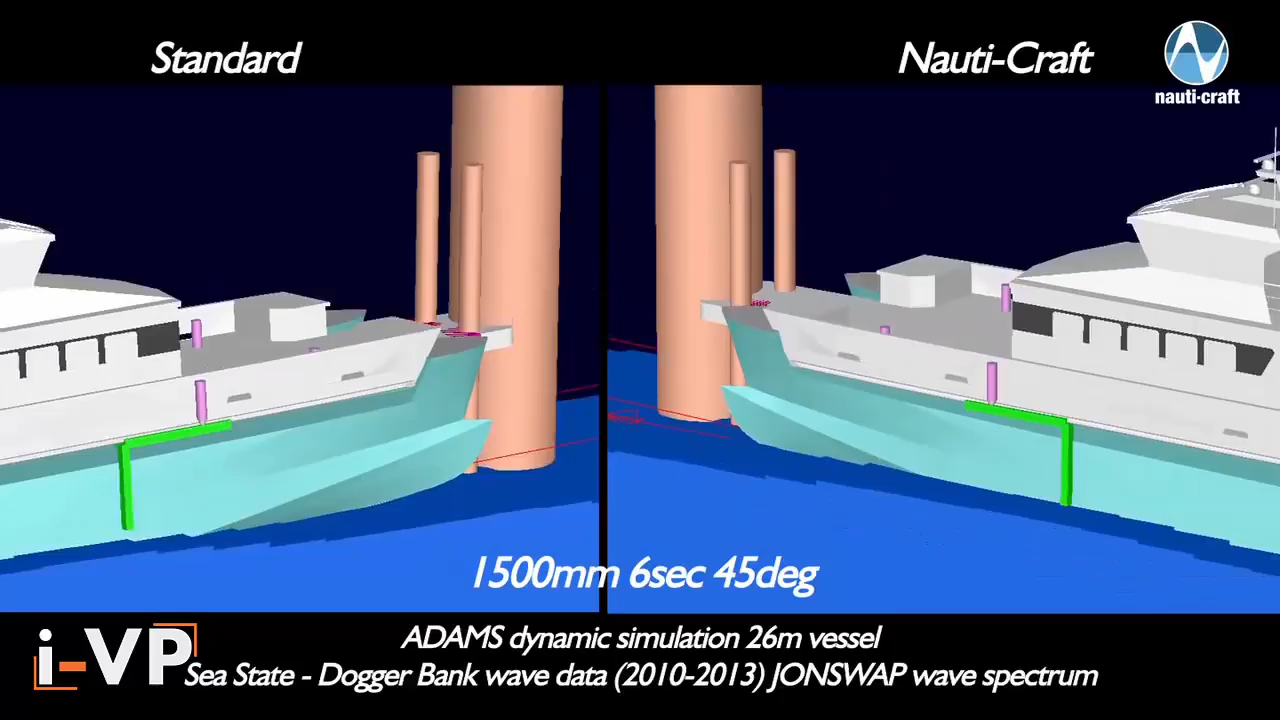 Standard
Nauti-Craft
nauti-craft
1500mm 6sec 45deg
ADAMS dynamic simulation 26m vessel
i-VP
Sea State - Dogger Bank wave data (2010-2013) JONSWAP wave spectrum